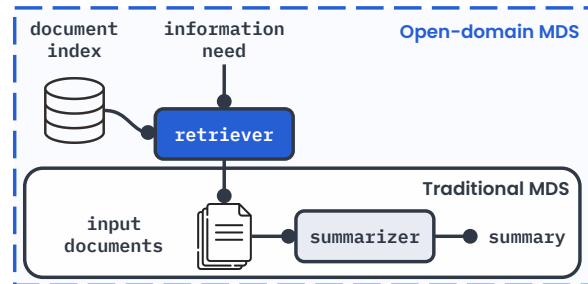 document
index
information
need
Open-domain MDS
retriever
Traditional MDS
input
documents
summarizer
summary